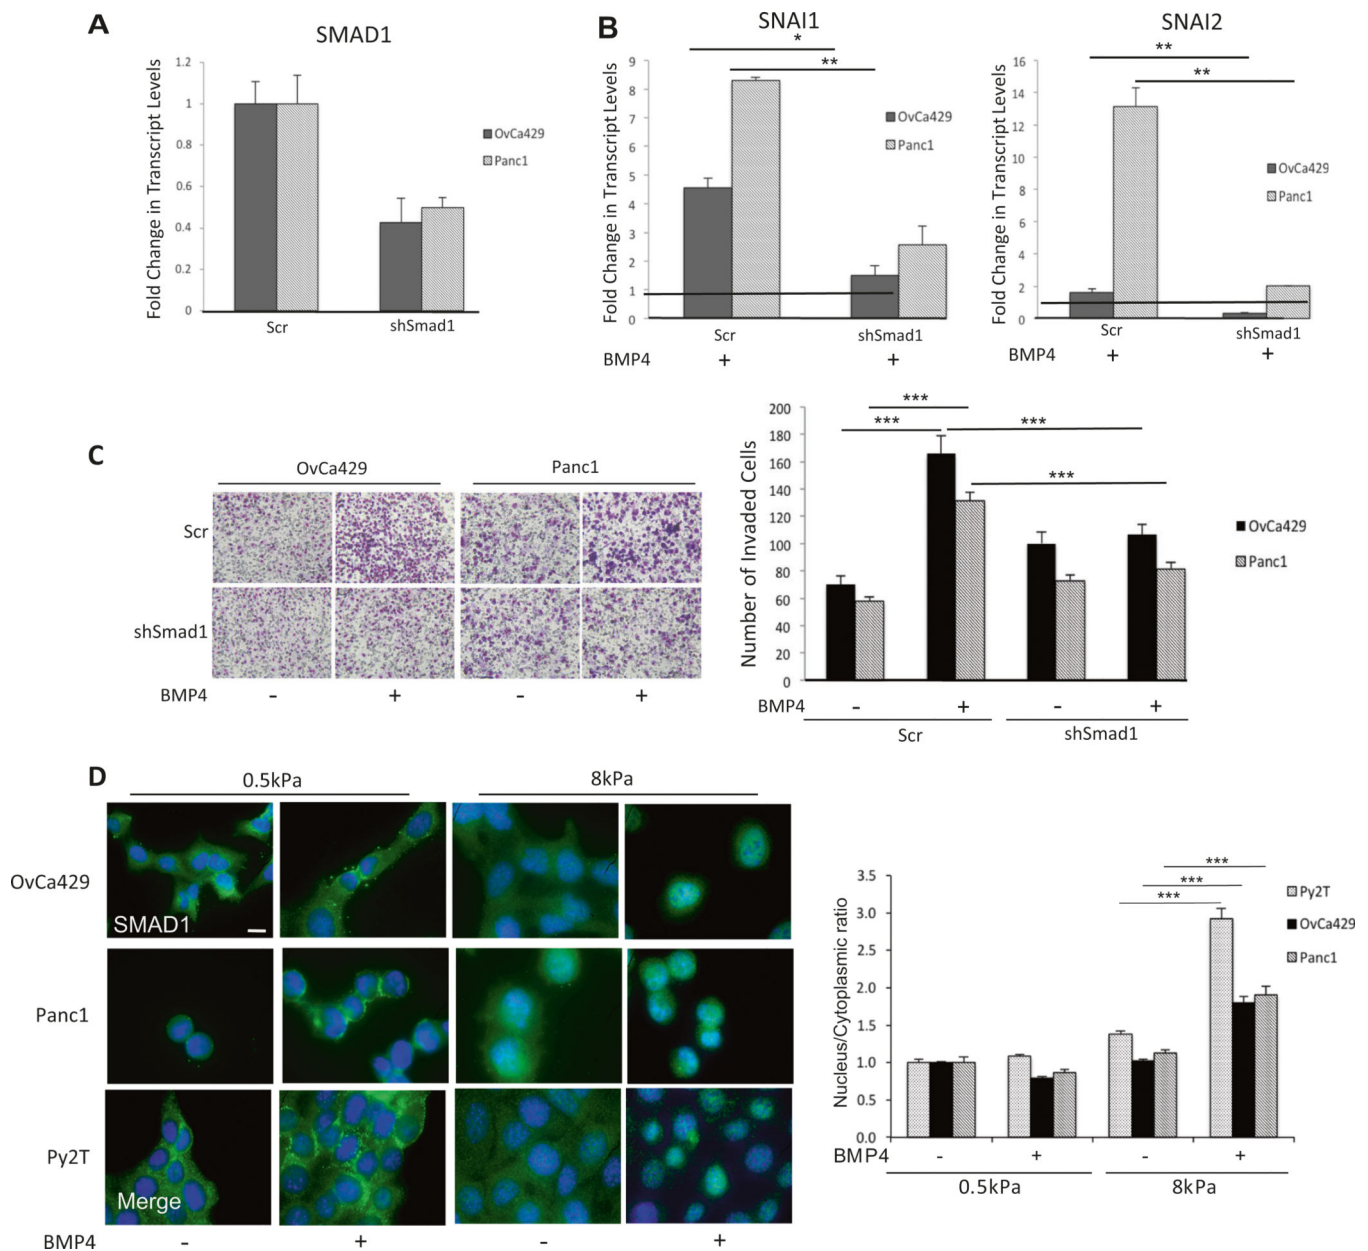 A
SMAD1
Fold Change in Transcript Levels
1.2
1
0.8
0.6
0.4
0.2
0
Scr
shSmad1
OvCa429
Panc1
B
SNAI1
*
**
Fold Change in Transcript Levels
9
8
7
6
5
4
3
2
1
0
OvCa429
Panc1
Scr
shSmad1
BMP4
+
+
SNAI2
**
**
Fold Change in Transcript Levels
16
14
12
10
8
6
4
2
0
OvCa429
Panc1
Scr
shSmad1
BMP4
+
+
C
OvCa429
Panc1
Scr
shSmad1
BMP4
-
+
-
+
Number of Invaded Cells
200
180
160
140
120
100
80
60
40
20
0
***
***
***
***
OvCa429
Panc1
BMP4
-
+
-
+
Scr
shSmad1
D
0.5kPa
8kPa
OvCa429
SMAD1
Panc1
Py2T
Merge
BMP4
-
+
-
+
Nucleus/Cytoplasmic ratio
3.5
3.0
2.5
2.0
1.5
1.0
0.5
0.0
***
***
***
Py2T
OvCa429
Panc1
BMP4
-
+
-
+
0.5kPa
8kPa